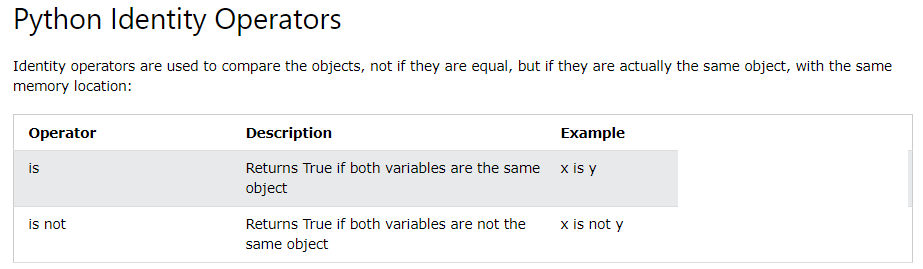 Python Identity Operators
Identity operators are used to compare the objects, not if they are equal, but if they are actually the same object, with the same
memory location:
Operator Description Example
is Returns True if both variables are the same x is y
object
is not Returns True if both variables are not the x is not y
same object